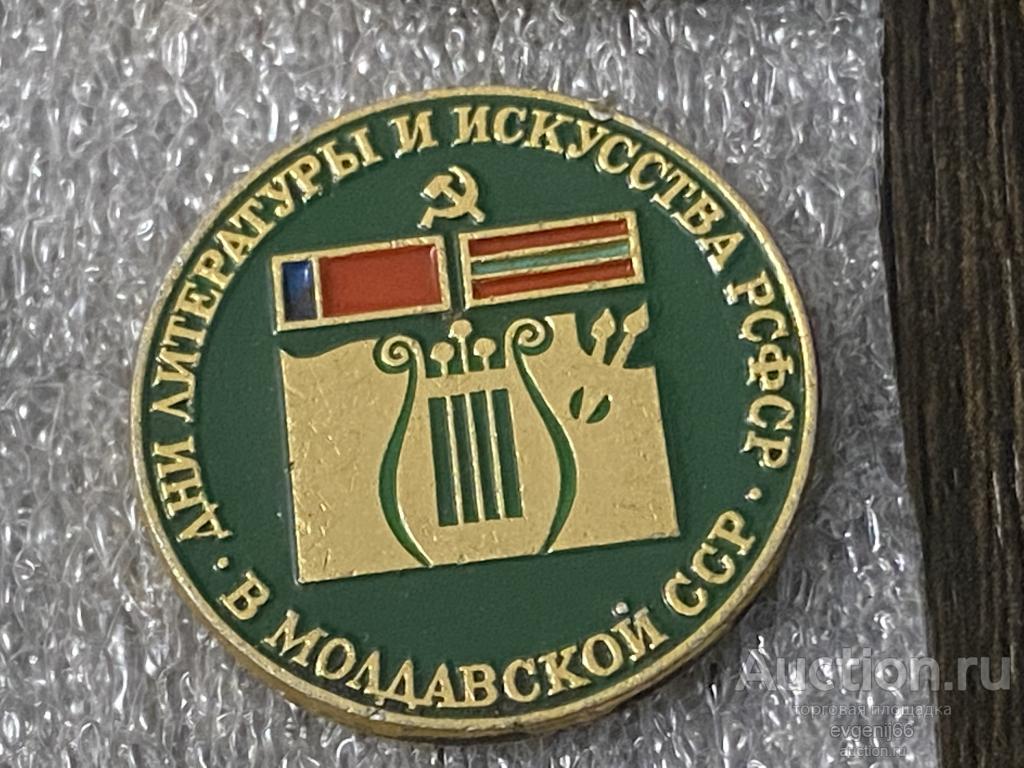 ДНИ ЛИТЕРАТУРЫ И ИСКУССТВА РСФСР
В МОЛДАВСКОЙ ССР
Auction.ru
торговая площадка
evgenij66
auction.ru